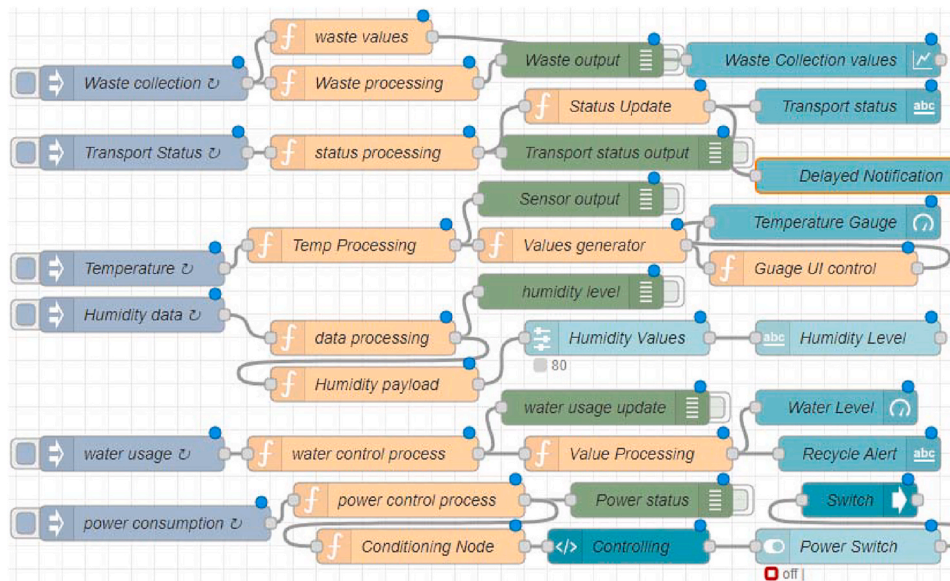 waste values
Waste output
Waste Collection values
Waste collection ↻
Waste processing
Status Update
Transport status
abc
Transport Status ↻
status processing
Transport status output
Delayed Notification
Sensor output
Temperature Gauge
Temp Processing
Values generator
Temperature ↻
Guage UI control
humidity level
Humidity data ↻
data processing
Humidity Values
abc
Humidity Level
80
Humidity payload
water usage update
Water Level
water usage ↻
water control process
Value Processing
Recycle Alert
abc
power control process
Power status
Switch
power consumption ↻
Conditioning Node
</> Controlling
Power Switch
off |